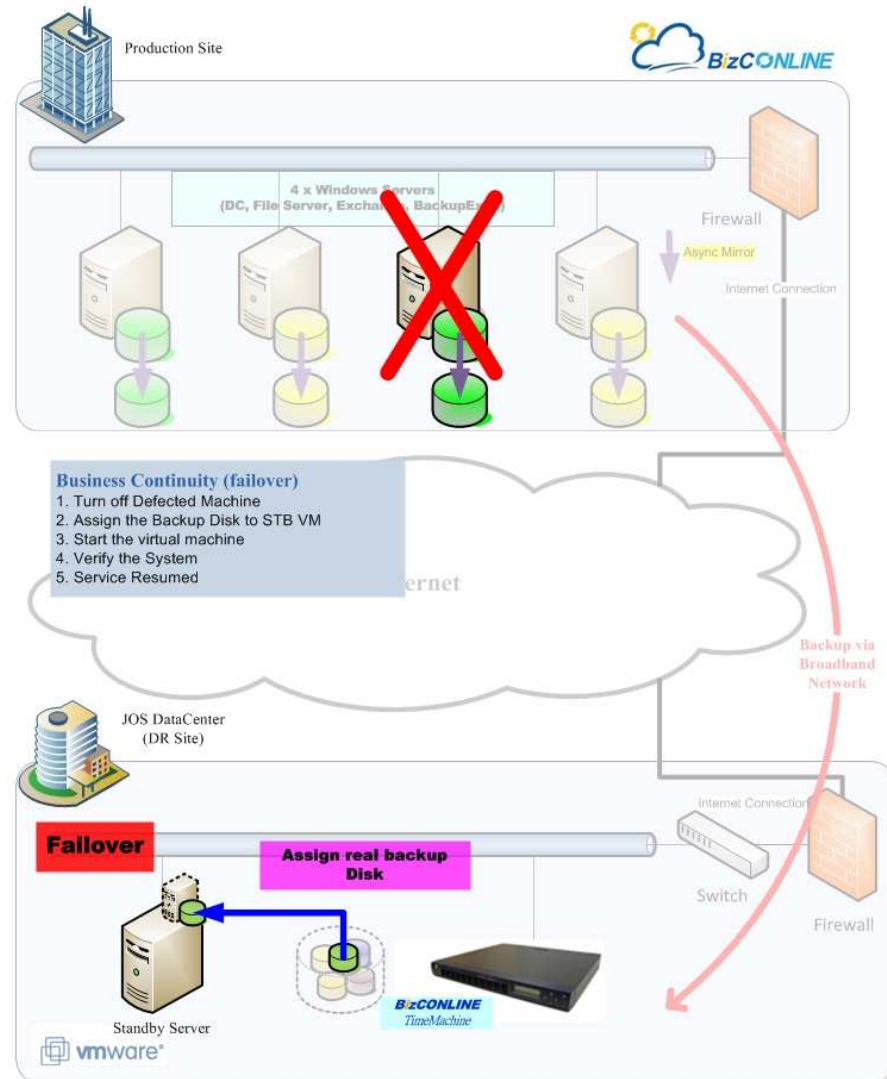 Production Site
BizCONLINE
4 x Windows Servers
(DC, File Server, Exchange, BackupExec)
Firewall
Async Mirror
Internet Connection
Business Continuity (failover)
1. Turn off Defected Machine
2. Assign the Backup Disk to STB VM
3. Start the virtual machine
4. Verify the System
5. Service Resumed
ernet
Backup via
Broadband
Network
JOS DataCenter
(DR Site)
Internet Connection
Failover
Assign real backup
Disk
Switch
Firewall
BizCONLINE
TimeMachine
Standby Server
vmware®